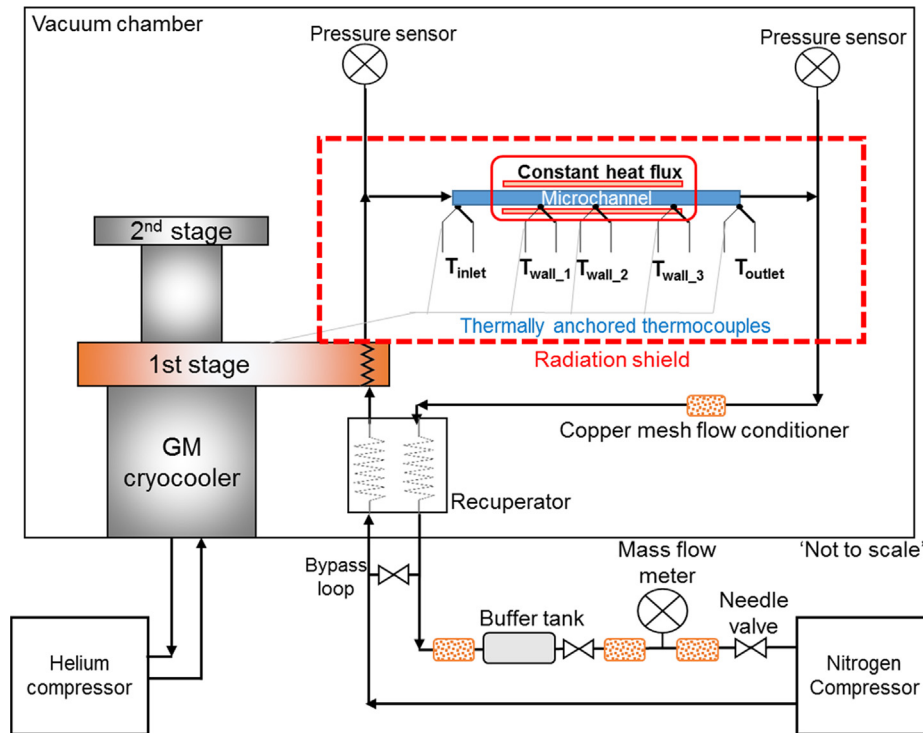 Vacuum chamber
Pressure sensor
Pressure sensor
Constant heat flux
Microchannel
2nd stage
T_inlet
T_wall_1
T_wall_2
T_wall_3
T_outlet
Thermally anchored thermocouples
1st stage
Radiation shield
Copper mesh flow conditioner
GM
cryocooler
Recuperator
'Not to scale'
Bypass
loop
Mass flow
meter
Needle
valve
Buffer tank
Helium
compressor
Nitrogen
Compressor